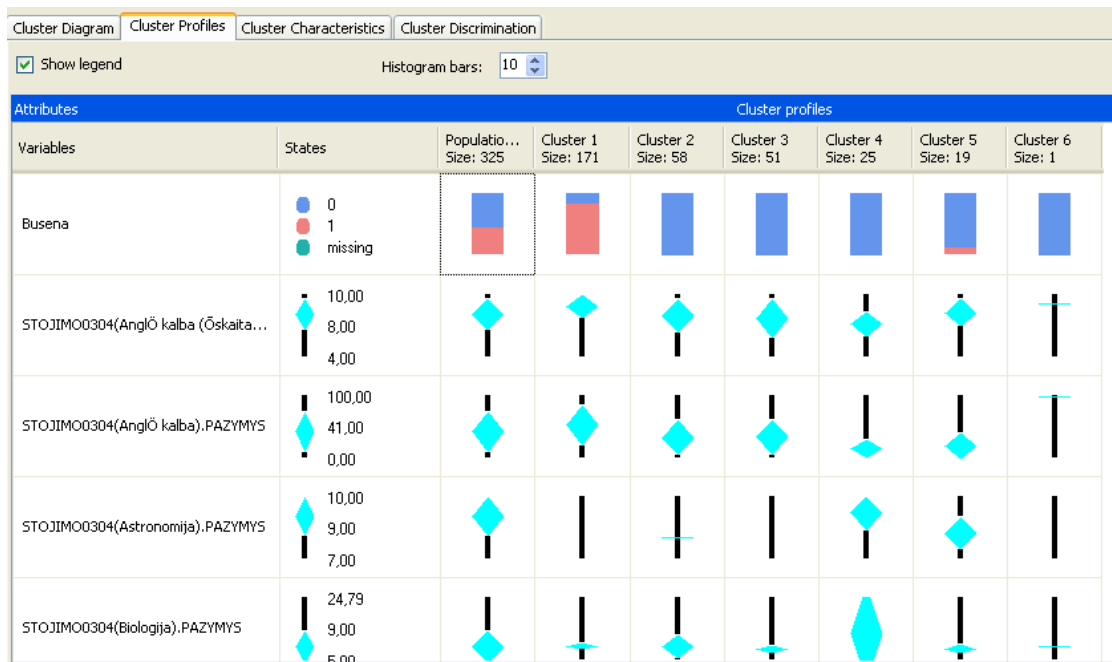 Cluster Diagram Cluster Profiles Cluster Characteristics Cluster Discrimination
Show legend Histogram bars: 10
Attributes Cluster profiles
Variables States Populatio... Size: 325 Cluster 1 Size: 171 Cluster 2 Size: 58 Cluster 3 Size: 51 Cluster 4 Size: 25 Cluster 5 Size: 19 Cluster 6 Size: 1
0
Busena 1
missing
10,00
STOJIMO0304(AnglÖ kalba (Õskaita... 8,00
4,00
100,00
STOJIMO0304(AnglÖ kalba).PAZYMYS 41,00
0,00
10,00
STOJIMO0304(Astronomija).PAZYMYS 9,00
7,00
24,79
STOJIMO0304(Biologija).PAZYMYS 9,00
5,00